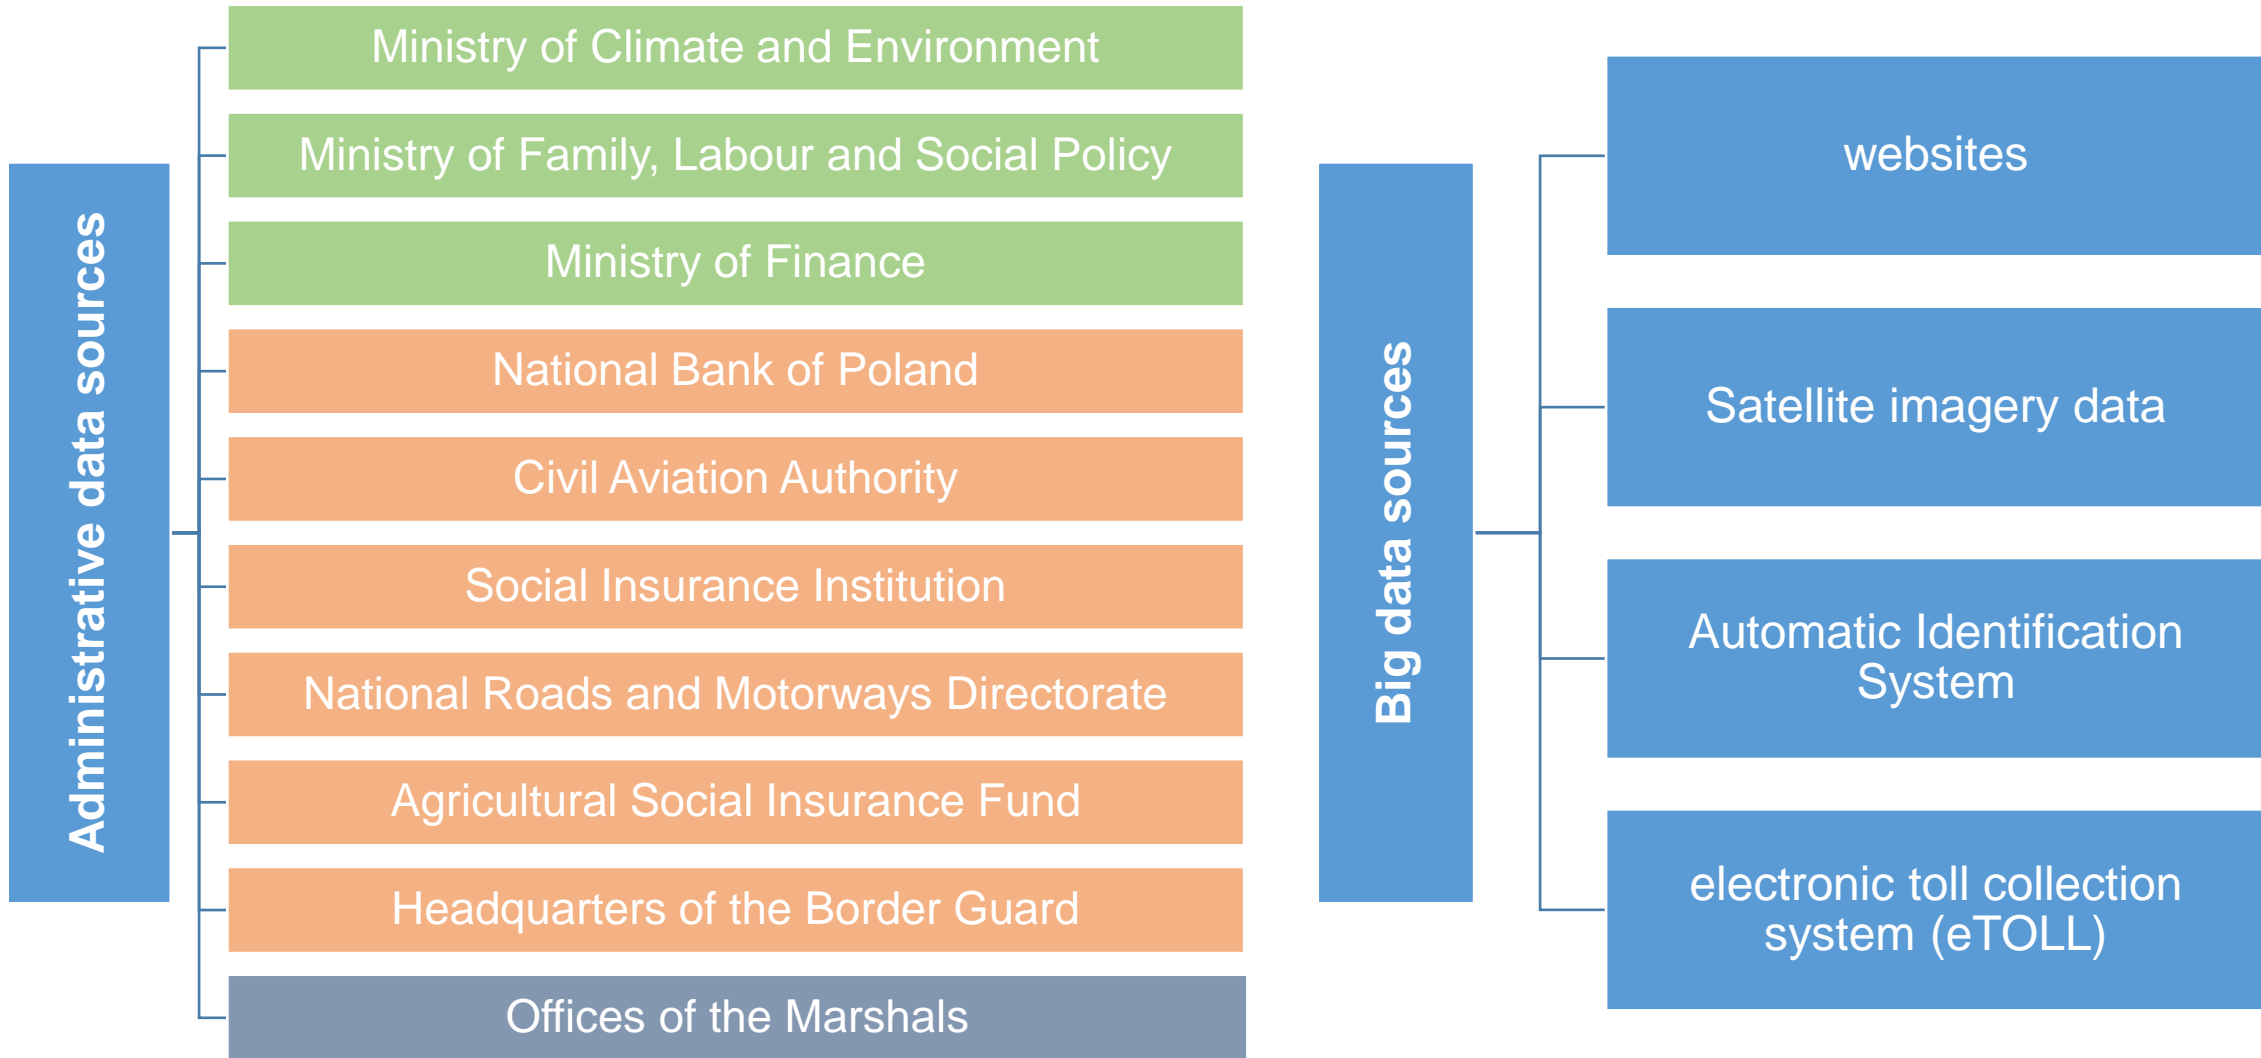 Administrative data sources
Ministry of Climate and Environment
Ministry of Family, Labour and Social Policy
Ministry of Finance
National Bank of Poland
Civil Aviation Authority
Social Insurance Institution
National Roads and Motorways Directorate
Agricultural Social Insurance Fund
Headquarters of the Border Guard
Offices of the Marshals
Big data sources
websites
Satellite imagery data
Automatic Identification
System
electronic toll collection
system (eTOLL)